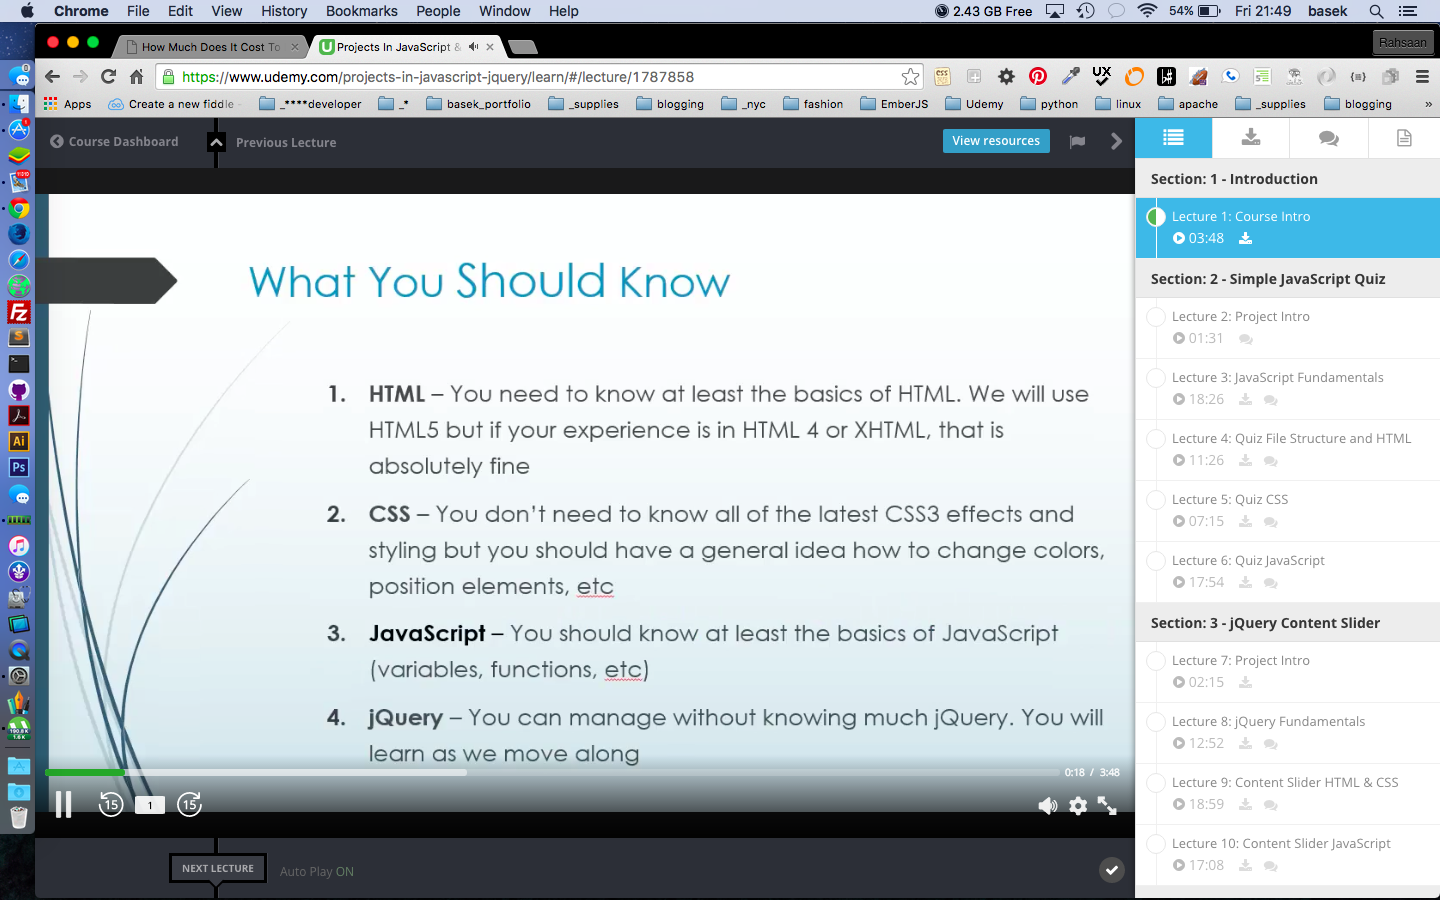 Chrome File Edit View History Bookmarks People Window Help 2.43 GB Free 54% Fri 21:49 basek
How Much Does It Cost To
Projects In JavaScript &
Rahsaan
https://www.udemy.com/projects-in-javascript-jquery/learn/#/lecture/1787858
Apps Create a new fiddle - _****developer _* basek_portfolio _supplies blogging _nyc fashion EmberJS Udemy python linux apache _supplies blogging »
Course Dashboard
Previous Lecture
View resources
What You Should Know
1. HTML – You need to know at least the basics of HTML. We will use
HTML5 but if your experience is in HTML 4 or XHTML, that is
absolutely fine
2. CSS – You don't need to know all of the latest CSS3 effects and
styling but you should have a general idea how to change colors,
position elements, etc
3. JavaScript – You should know at least the basics of JavaScript
(variables, functions, etc)
4. jQuery – You can manage without knowing much jQuery. You will
learn as we move along
0:18 / 3:48
15 1 15
NEXT LECTURE
Auto Play ON
Section: 1 - Introduction
Lecture 1: Course Intro
03:48
Section: 2 - Simple JavaScript Quiz
Lecture 2: Project Intro
01:31
Lecture 3: JavaScript Fundamentals
18:26
Lecture 4: Quiz File Structure and HTML
11:26
Lecture 5: Quiz CSS
07:15
Lecture 6: Quiz JavaScript
17:54
Section: 3 - jQuery Content Slider
Lecture 7: Project Intro
02:15
Lecture 8: jQuery Fundamentals
12:52
Lecture 9: Content Slider HTML & CSS
18:59
Lecture 10: Content Slider JavaScript
17:08
UX
Fz
S
Ai
Ps